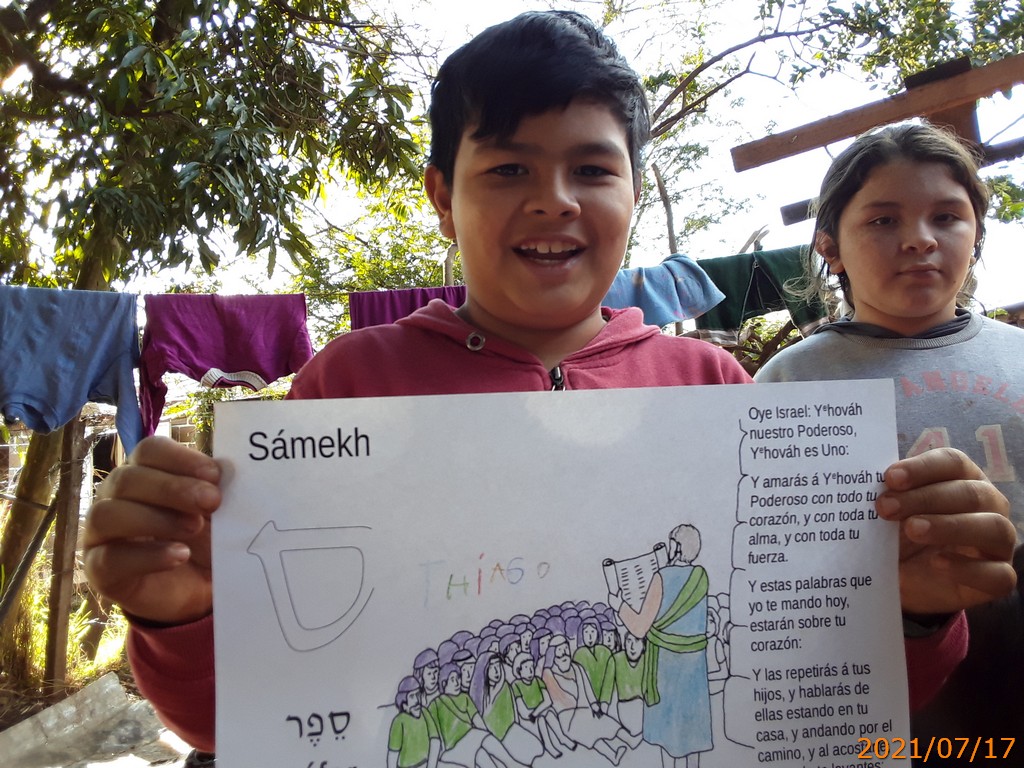 Sámekh
ס
THIAGO
סֵפֶר
Oye Israel: Yᵉhováh
nuestro Poderoso,
Yᵉhováh es Uno:
Y amarás á Yᵉhováh tu
Poderoso con todo tu
corazón, y con toda tu
alma, y con toda tu
fuerza.
Y estas palabras que
yo te mando hoy,
estarán sobre tu
corazón:
Y las repetirás á tus
hijos, y hablarás de
ellas estando en tu
casa, y andando por el
camino, y al
41
2021/07/17